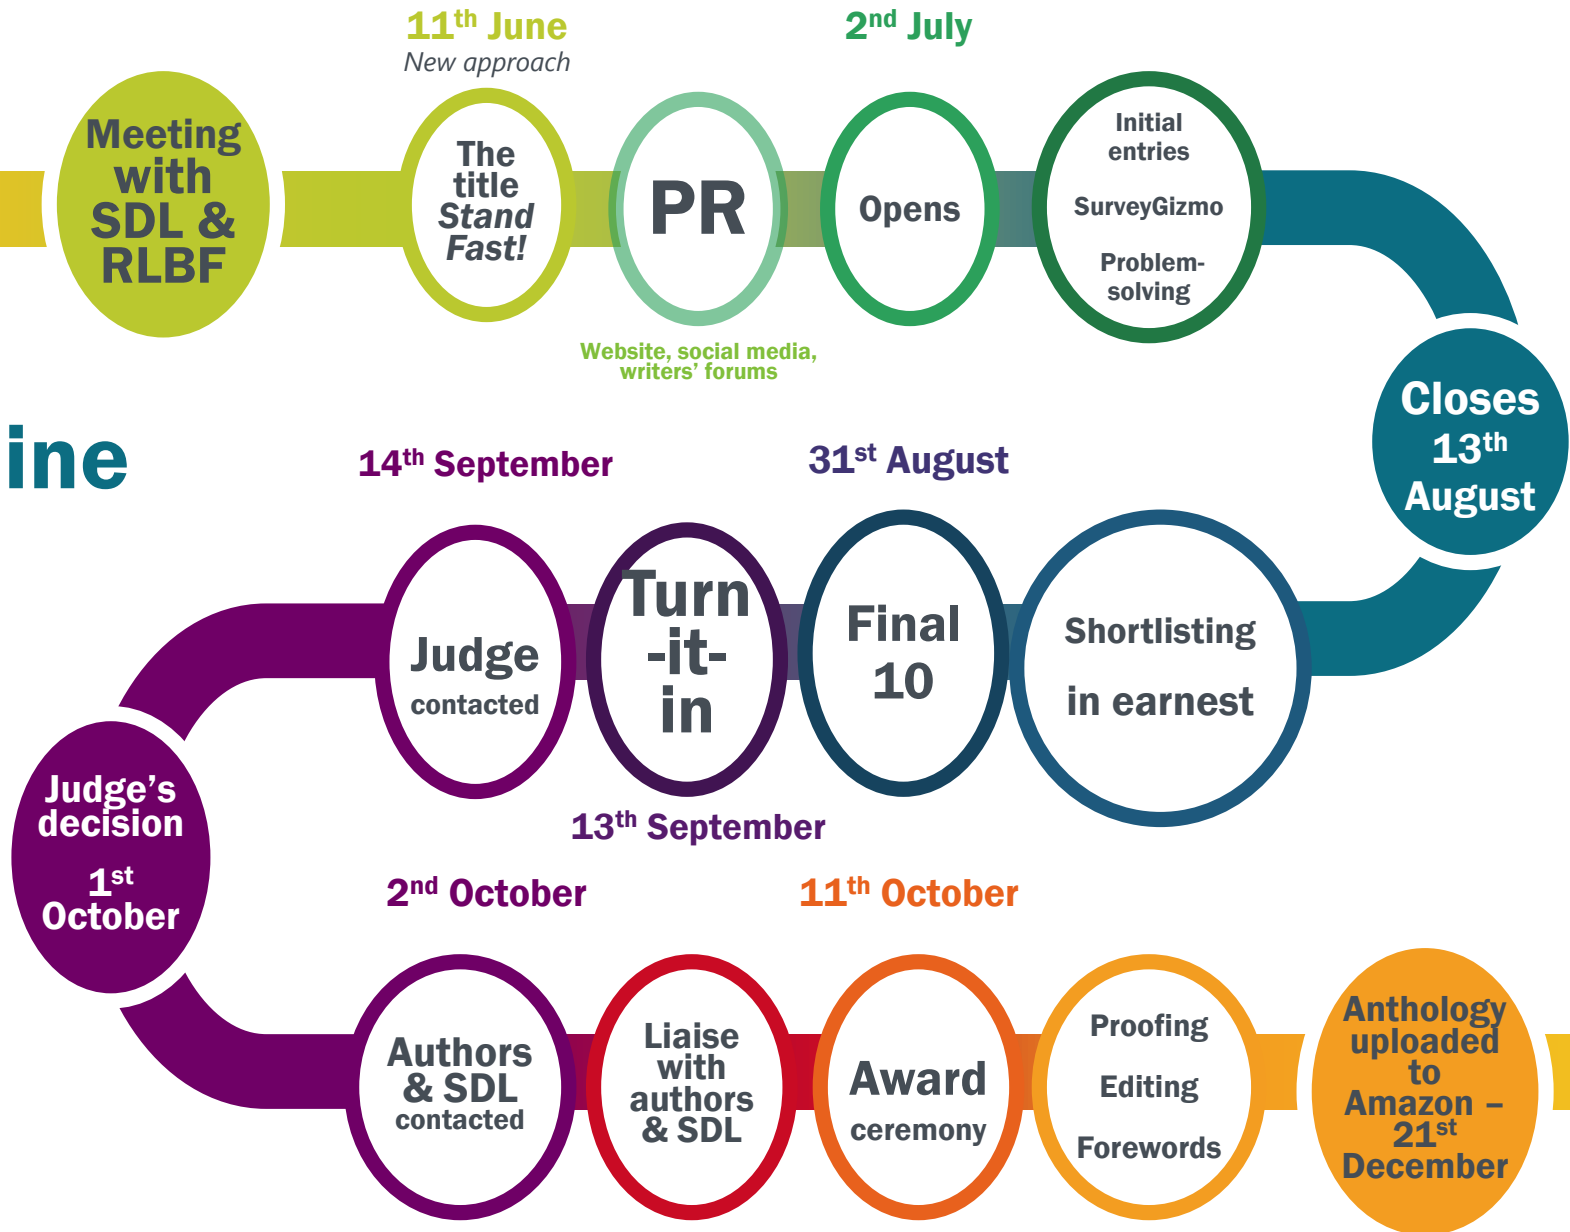 11th June
New approach
2nd July
Meeting
with
SDL &
RLBF
The
title
Stand
Fast!
PR
Website, social media,
writers’ forums
Opens
Initial
entries
SurveyGizmo
Problem-
solving
Closes
13th
August
ine
14th September
31st August
Shortlisting
in earnest
Final
10
Turn
-it-
in
13th September
Judge
contacted
Judge’s
decision
1st
October
2nd October
11th October
Authors
& SDL
contacted
Liaise
with
authors
& SDL
Award
ceremony
Proofing
Editing
Forewords
Anthology
uploaded
to
Amazon –
21st
December